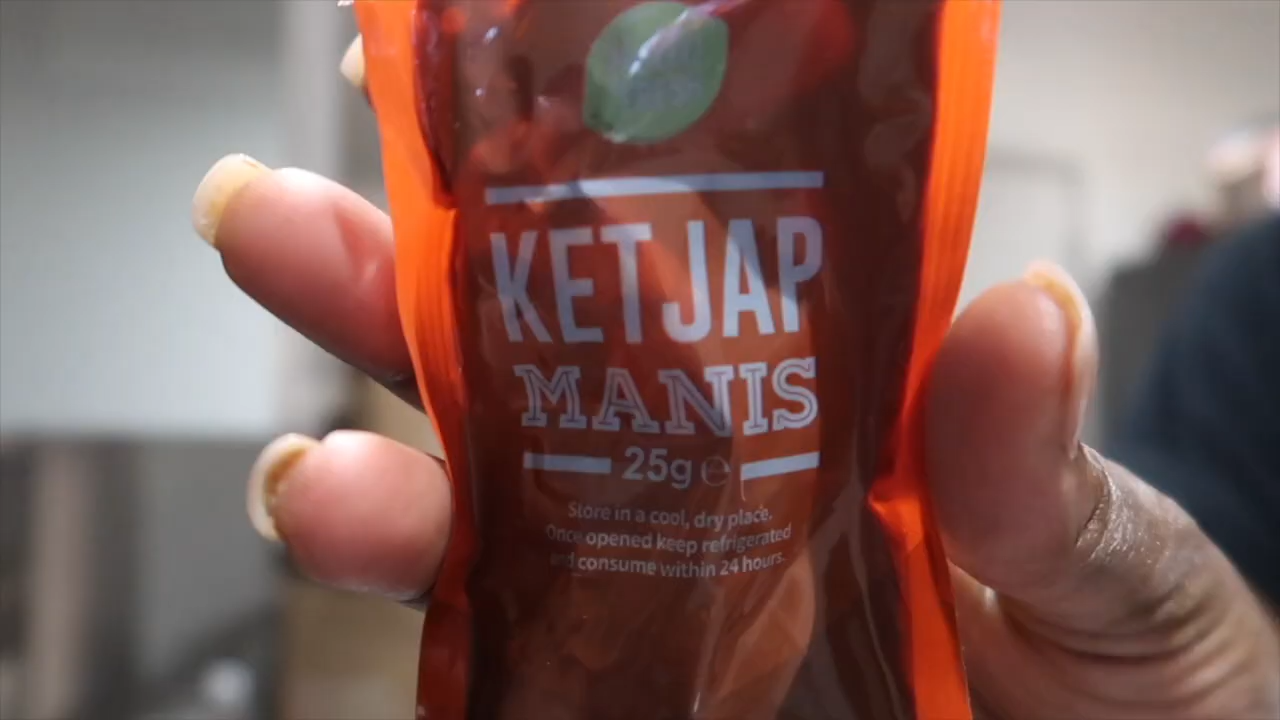 KETJAP
MANIS
25g ℮
Store in a cool, dry place.
Once opened keep refrigerated
and consume within 24 hours.